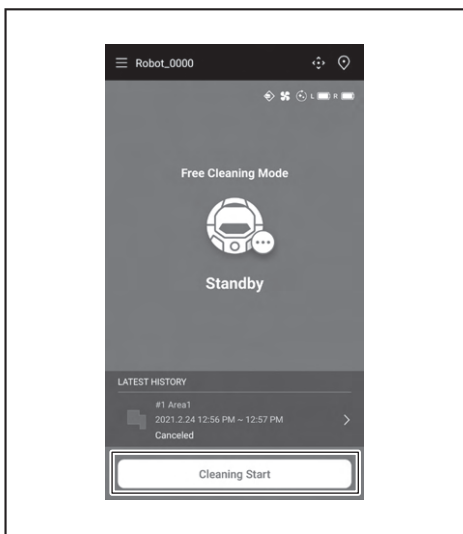 Robot_0000
L R
Free Cleaning Mode
Standby
LATEST HISTORY
#1 Area1
2021.2.24 12:56 PM ~ 12:57 PM
Canceled
Cleaning Start